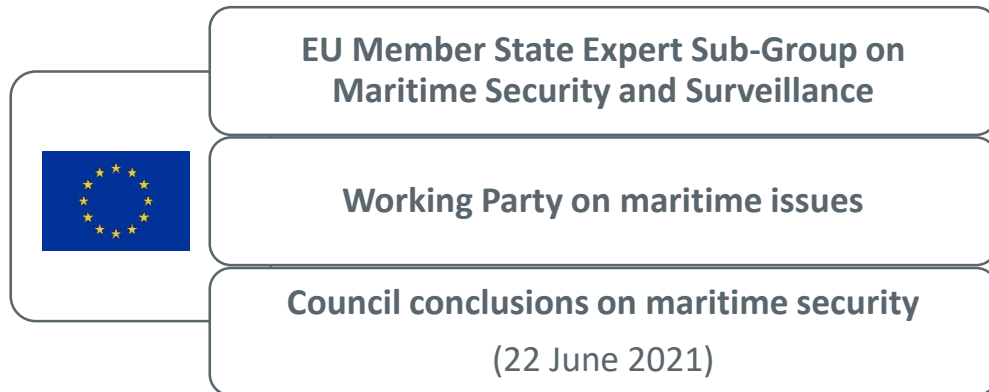 EU Member State Expert Sub-Group on
Maritime Security and Surveillance
Working Party on maritime issues
Council conclusions on maritime security
(22 June 2021)